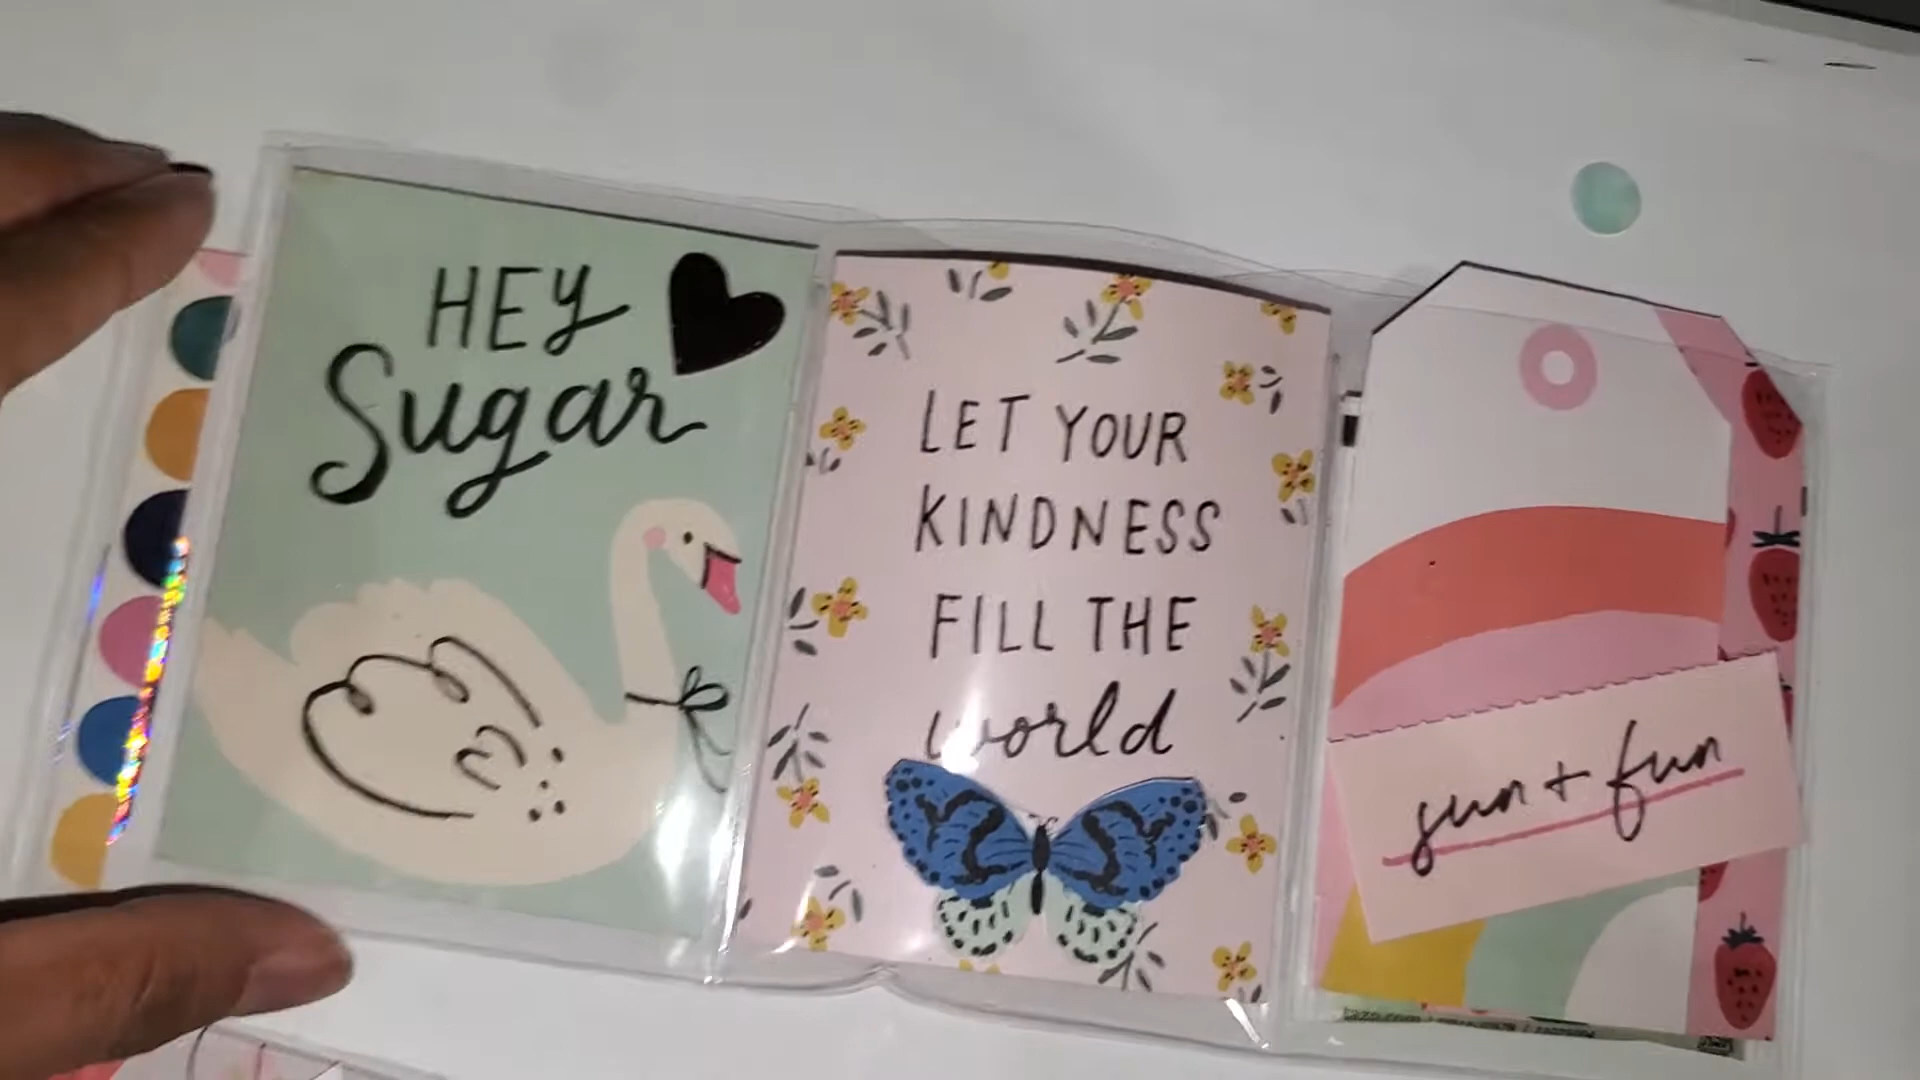 HEY
Sugar
LET YOUR
KINDNESS
FILL THE
world
sun + fun